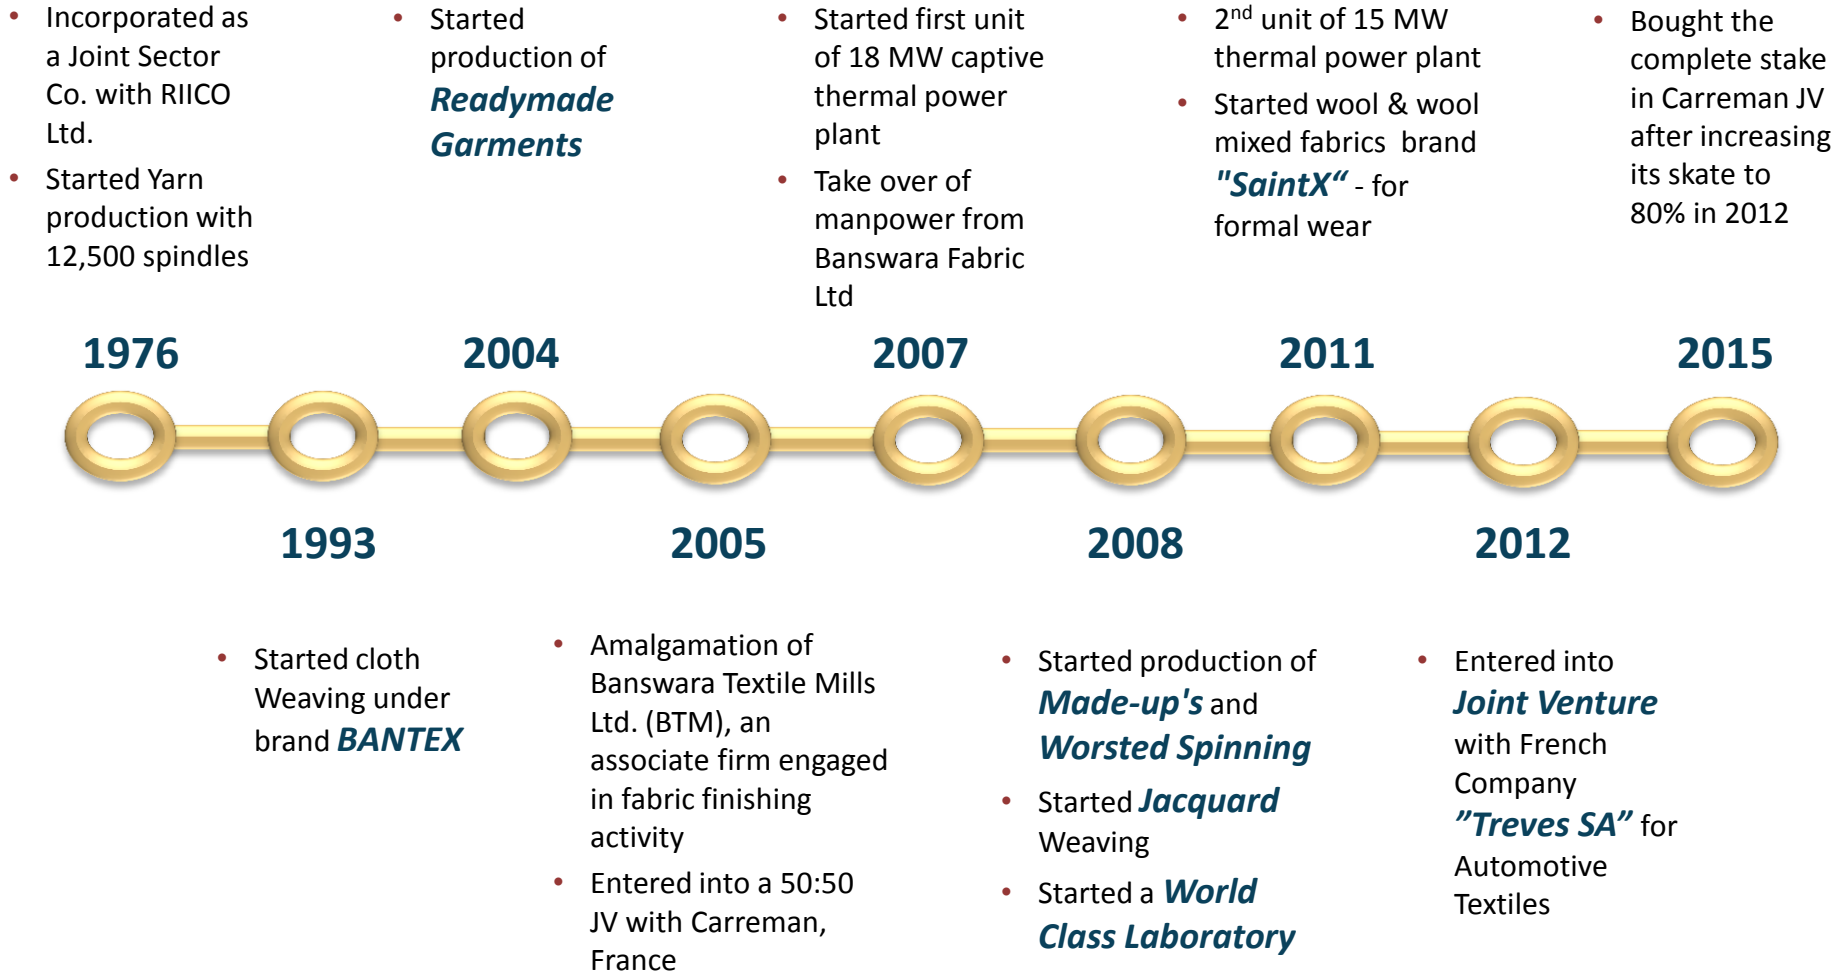 • Incorporated as
a Joint Sector
Co. with RIICO
Ltd.
• Started Yarn
production with
12,500 spindles
• Started
production of
Readymade
Garments
• Started first unit
of 18 MW captive
thermal power
plant
• Take over of
manpower from
Banswara Fabric
Ltd
• 2nd unit of 15 MW
thermal power plant
• Started wool & wool
mixed fabrics brand
"SaintX“ - for
formal wear
• Bought the
complete stake
in Carreman JV
after increasing
its skate to
80% in 2012
1976
2004
2007
2011
2015
1993
2005
2008
2012
• Started cloth
Weaving under
brand BANTEX
• Amalgamation of
Banswara Textile Mills
Ltd. (BTM), an
associate firm engaged
in fabric finishing
activity
• Entered into a 50:50
JV with Carreman,
France
• Started production of
Made-up's and
Worsted Spinning
• Started Jacquard
Weaving
• Started a World
Class Laboratory
• Entered into
Joint Venture
with French
Company
”Treves SA” for
Automotive
Textiles